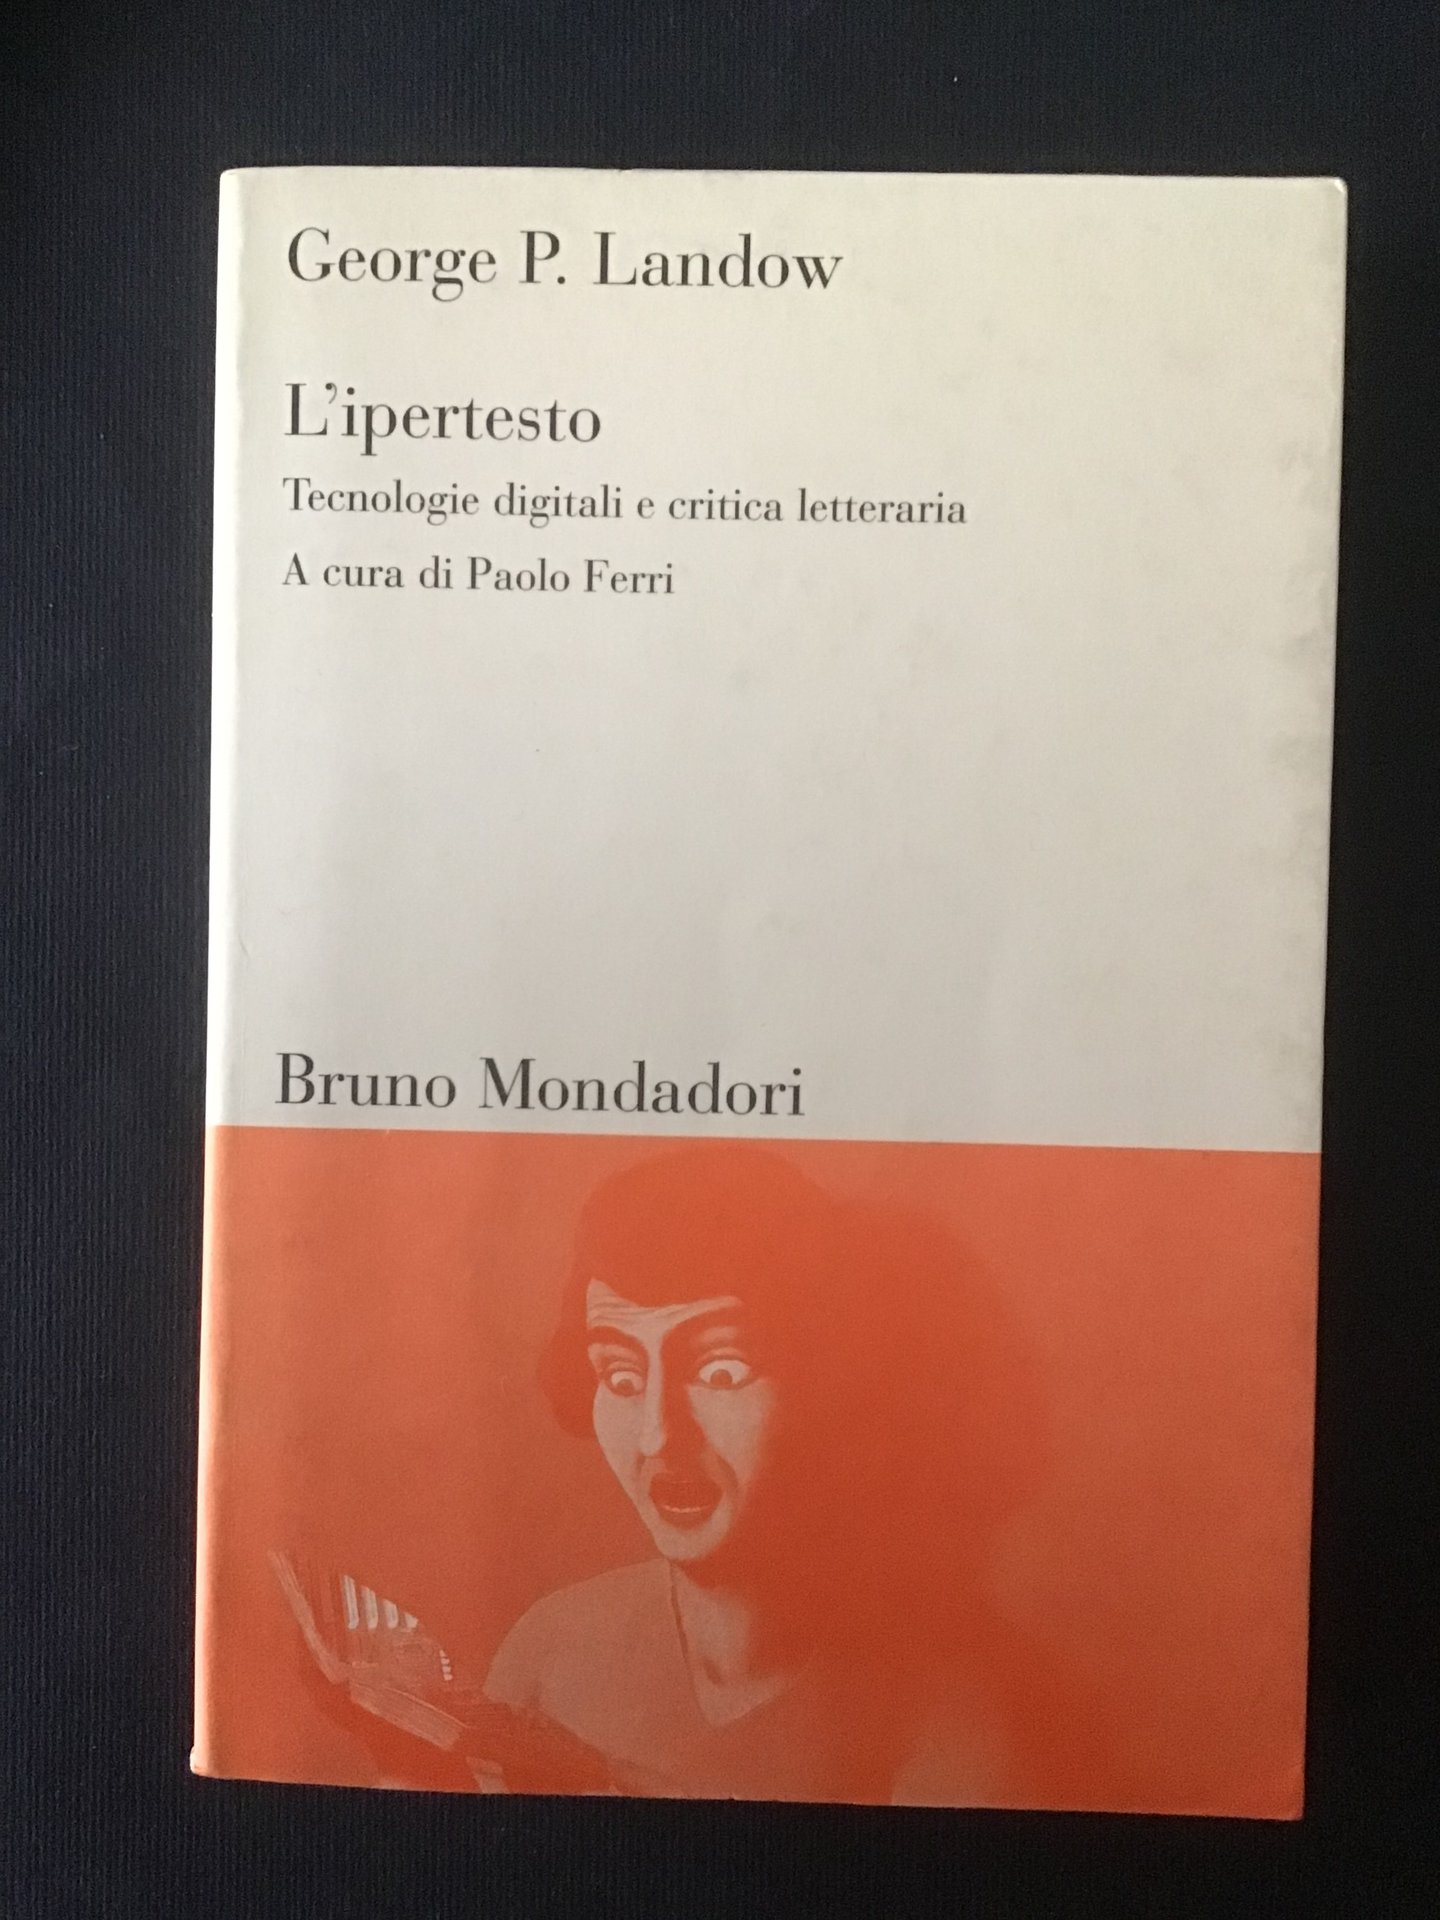 George P. Landow
L'ipertesto
Tecnologie digitali e critica letteraria
A cura di Paolo Ferri
Bruno Mondadori